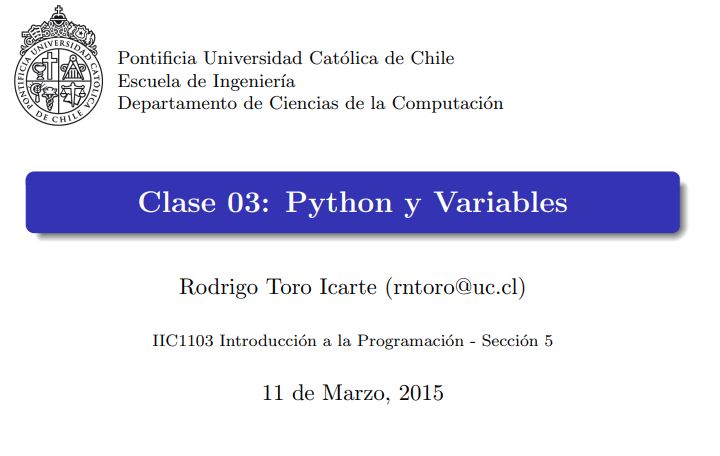 PONTIFICIA UNIVERSIDAD CATOLICA DE CHILE
Pontificia Universidad Católica de Chile
Escuela de Ingeniería
Departamento de Ciencias de la Computación
Clase 03: Python y Variables
Rodrigo Toro Icarte (rntoro@uc.cl)
IIC1103 Introducción a la Programación - Sección 5
11 de Marzo, 2015